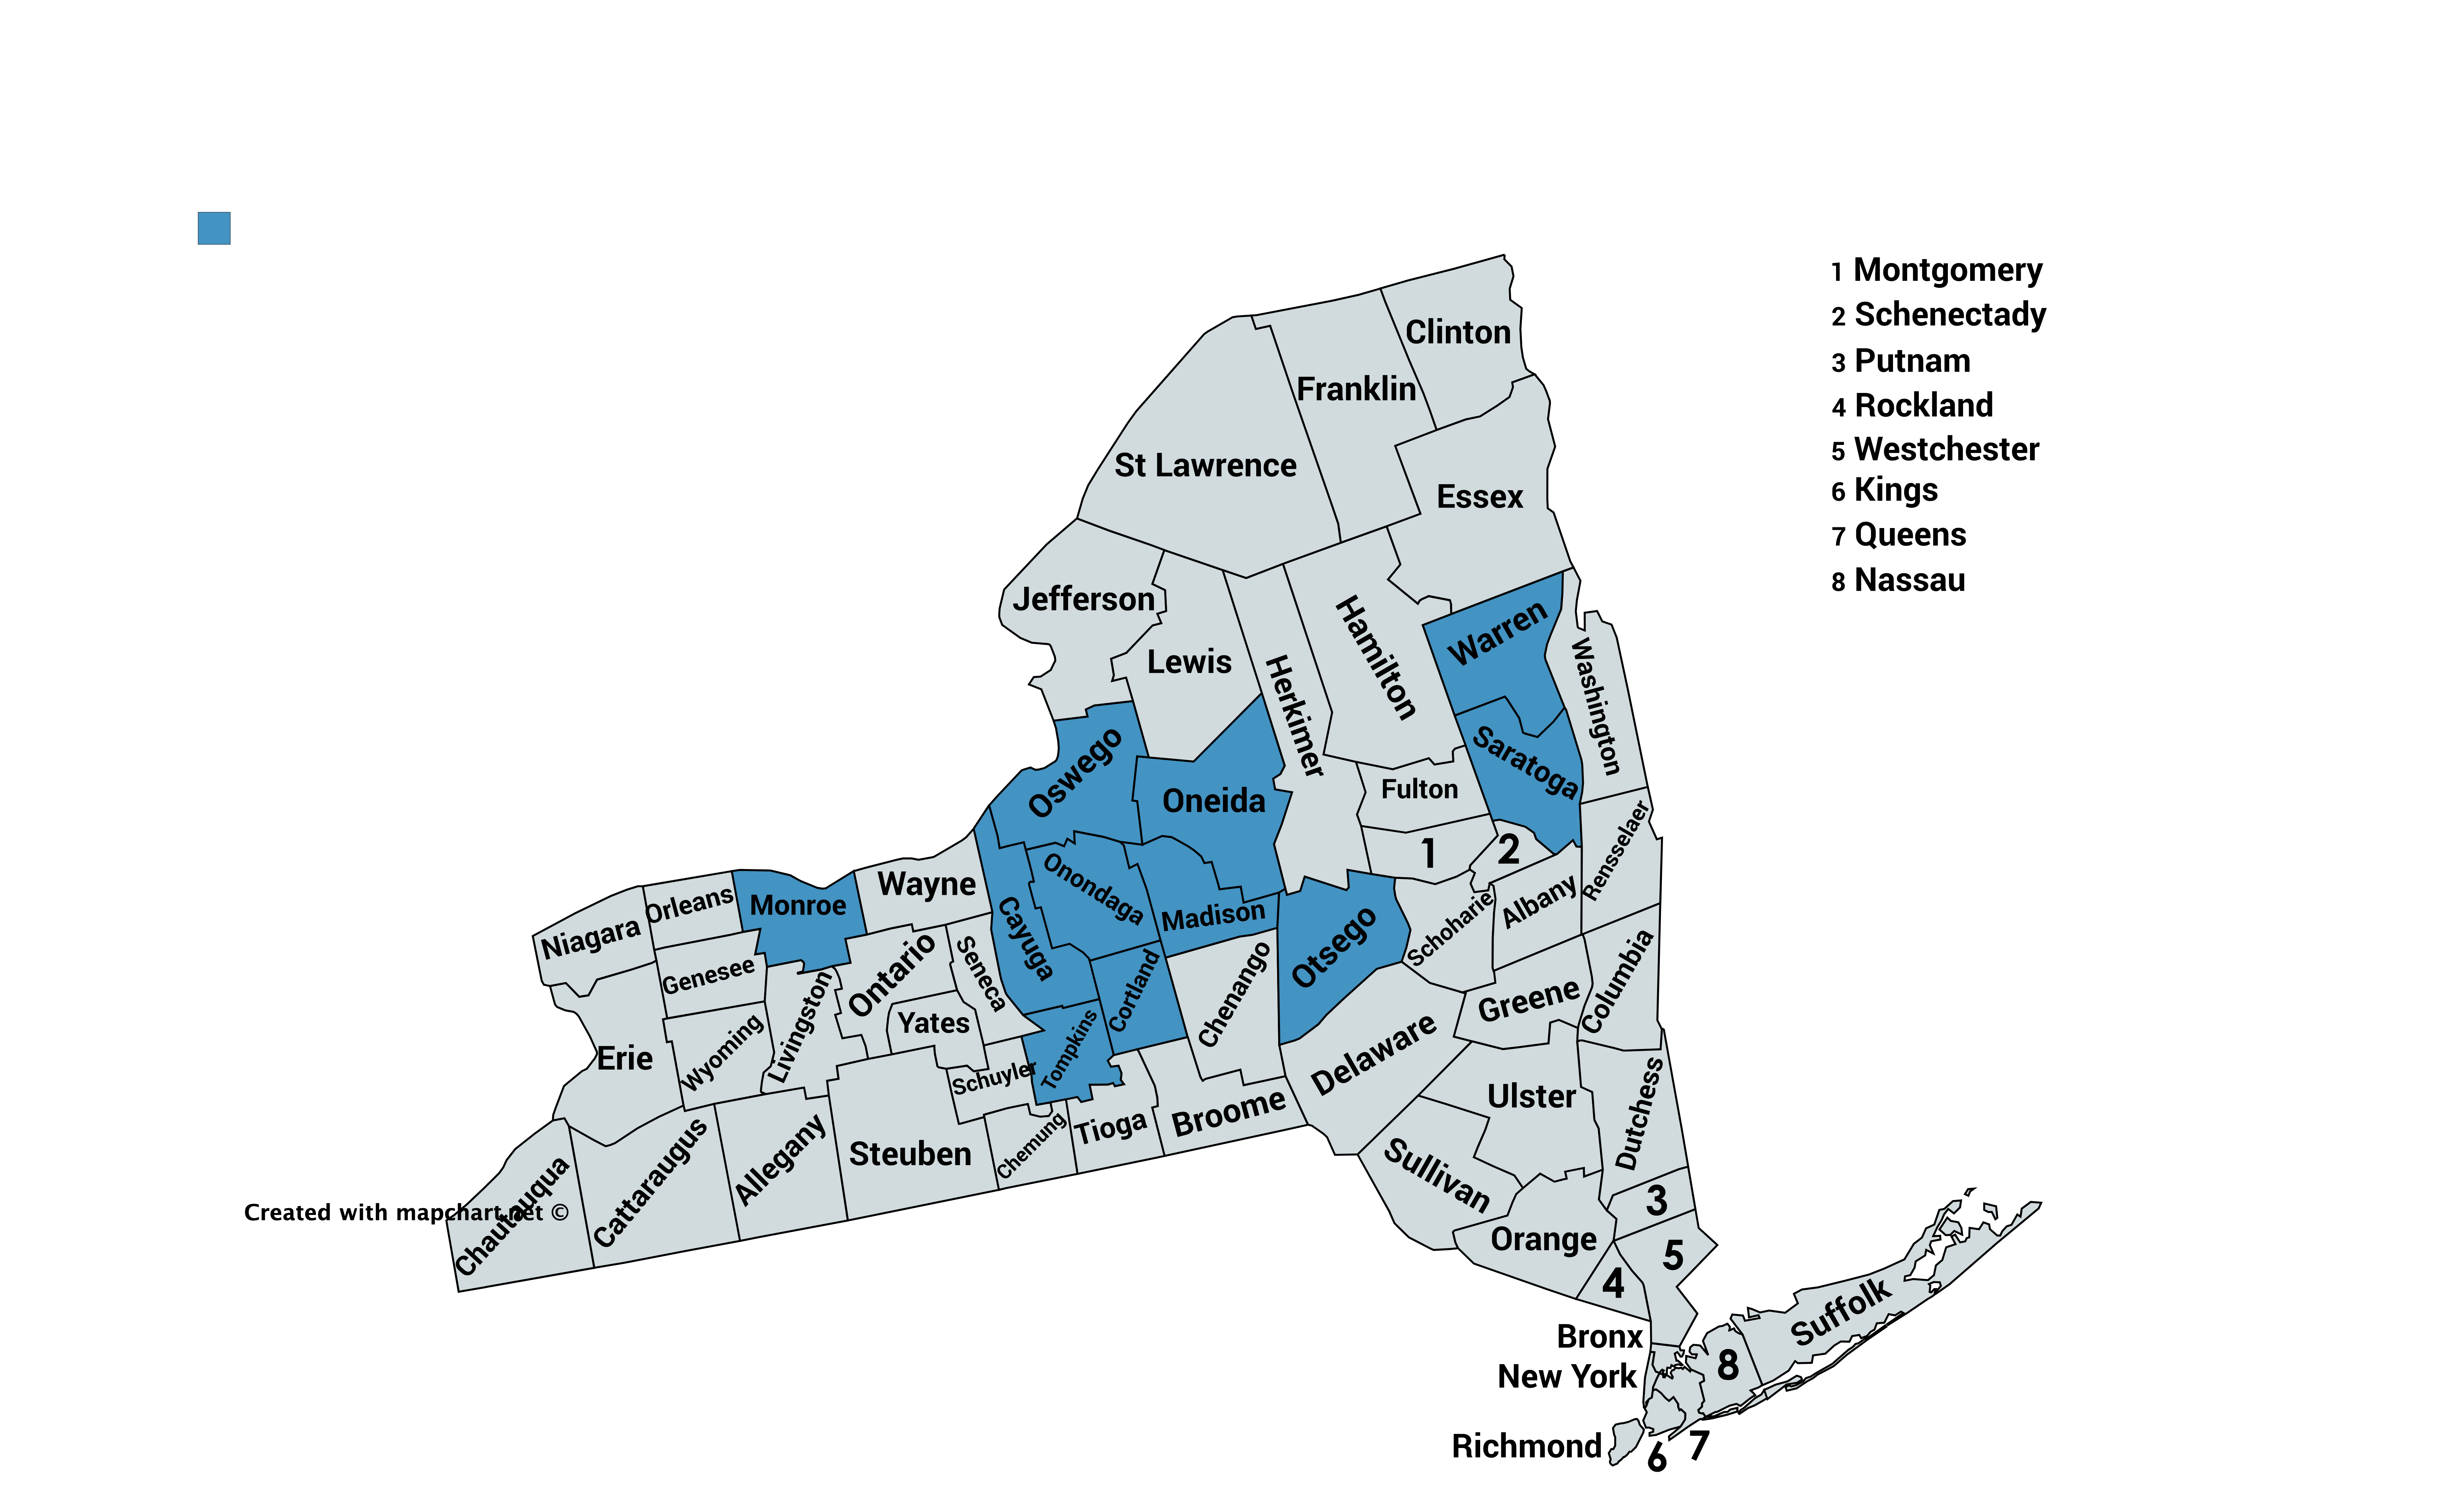 1 Montgomery
2 Schenectady
3 Putnam
4 Rockland
5 Westchester
6 Kings
7 Queens
8 Nassau
Clinton
Franklin
St Lawrence
Essex
Jefferson
Lewis
Herkimer
Hamilton
Warren
Washington
Saratoga
Oswego
Oneida
Fulton
1
2
Rensselaer
Wayne
Monroe
Orleans
Niagara
Onondaga
Madison
Cayuga
Otsego
Schoharie
Albany
Genesee
Ontario
Seneca
Cortland
Chenango
Greene
Columbia
Livingston
Yates
Erie
Wyoming
Schuyler
Tompkins
Delaware
Ulster
Dutchess
Chautauqua
Cattaraugus
Allegany
Steuben
Chemung
Tioga
Broome
Sullivan
Created with mapchart.net ©
Orange
3
5
4
Suffolk
Bronx
New York
8
Richmond
6
7